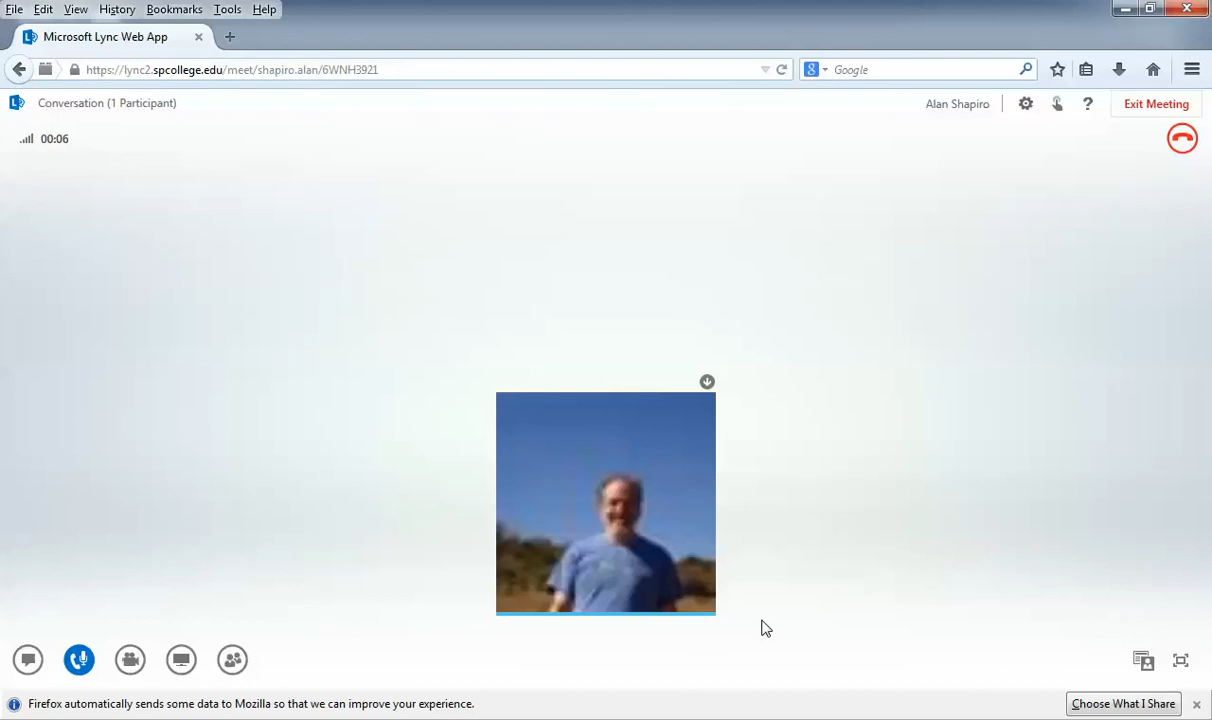 File Edit View History Bookmarks Tools Help
Microsoft Lync Web App
https://lync2.spcollege.edu/meet/shapiro.alan/6WNH3921
Google
Conversation (1 Participant)
Alan Shapiro
Exit Meeting
00:06
Firefox automatically sends some data to Mozilla so that we can improve your experience.
Choose What I Share